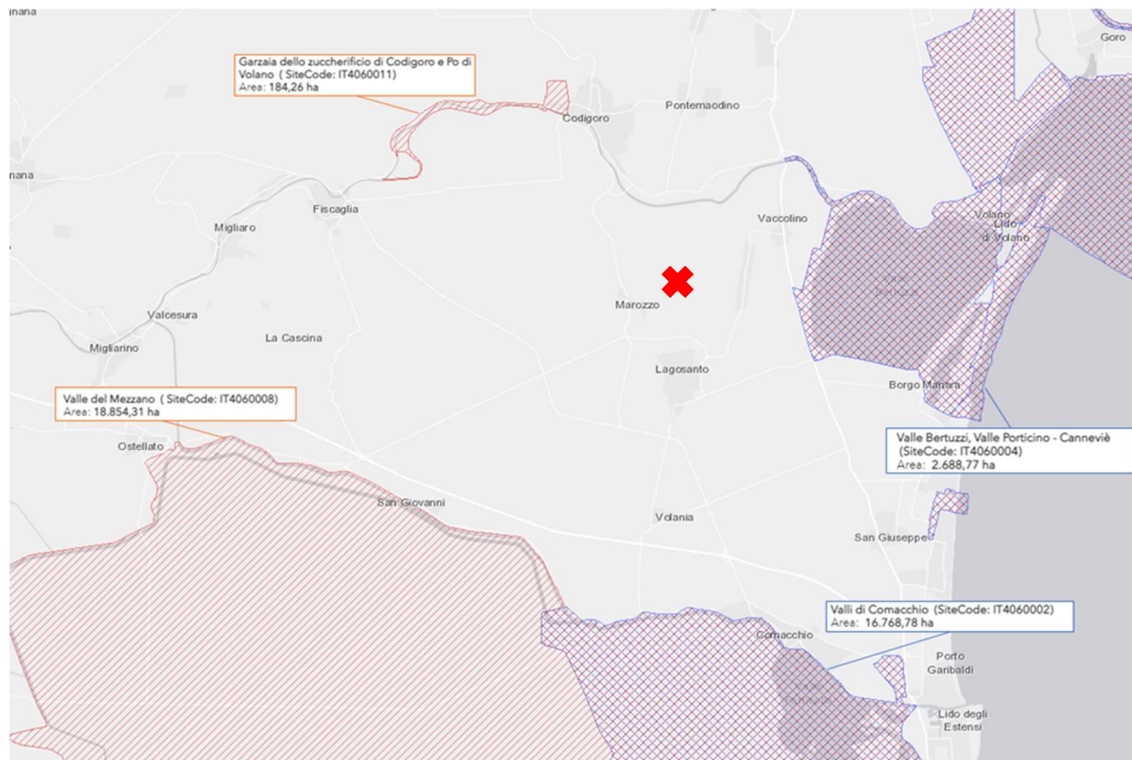 gnana
Goro
Garzaia dello zuccherificio di Codigoro e Po di
Volano ( SiteCode: IT4060011)
Area: 184,26 ha
Codigoro
Pontemaodino
nana
Fiscaglia
Migliaro
Vaccolino
Volano
Lido
di Volano
Marozzo
Valcesura
La Cascina
Migliarino
Lagosanto
Borgo Manara
Valle del Mezzano ( SiteCode: IT4060008)
Area: 18.854,31 ha
Ostellato
Valle Bertuzzi, Valle Porticino - Canneviè
(SiteCode: IT4060004)
Area: 2.688,77 ha
San Giovanni
Volania
San Giuseppe
Valli di Comacchio (SiteCode: IT4060002)
Area: 16.768,78 ha
Comacchio
Porto
Garibaldi
Lido degli
Estensi